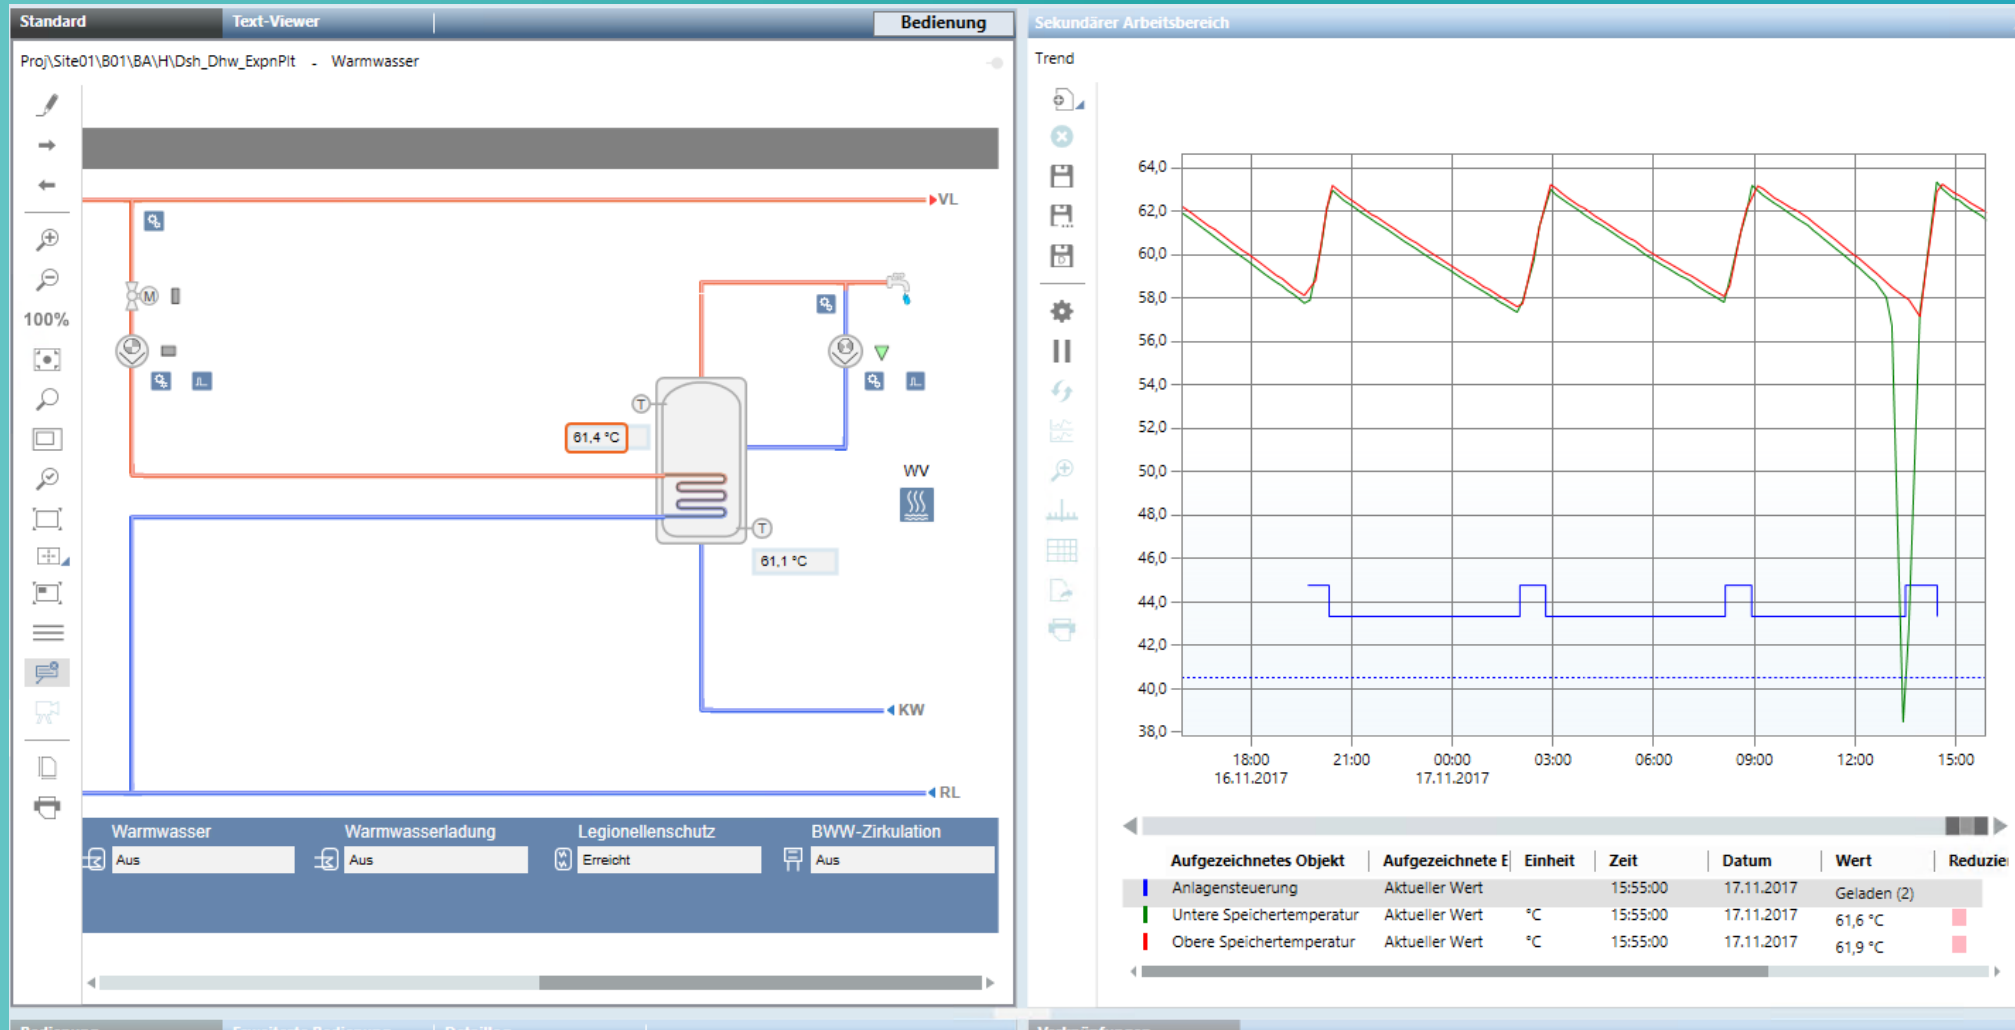 Standard
Text-Viewer
Bedienung
Proj\Site01\B01\BA\H\Dsh_Dhw_ExpnPlt - Warmwasser
100%
VL
M
T
61,4 °C
WV
T
61,1 °C
KW
RL
Warmwasser
Warmwasserladung
Legionellenschutz
BWW-Zirkulation
Aus
Aus
Erreicht
Aus
Sekundärer Arbeitsbereich
Trend
64,0
62,0
60,0
58,0
56,0
54,0
52,0
50,0
48,0
46,0
44,0
42,0
40,0
38,0
18:00 21:00 00:00 03:00 06:00 09:00 12:00 15:00
16.11.2017 17.11.2017
Aufgezeichnetes Objekt Aufgezeichnete E Einheit Zeit Datum Wert Reduzie
Anlagensteuerung Aktueller Wert 15:55:00 17.11.2017 Geladen (2)
Untere Speichertemperatur Aktueller Wert °C 15:55:00 17.11.2017 61,6 °C
Obere Speichertemperatur Aktueller Wert °C 15:55:00 17.11.2017 61,9 °C